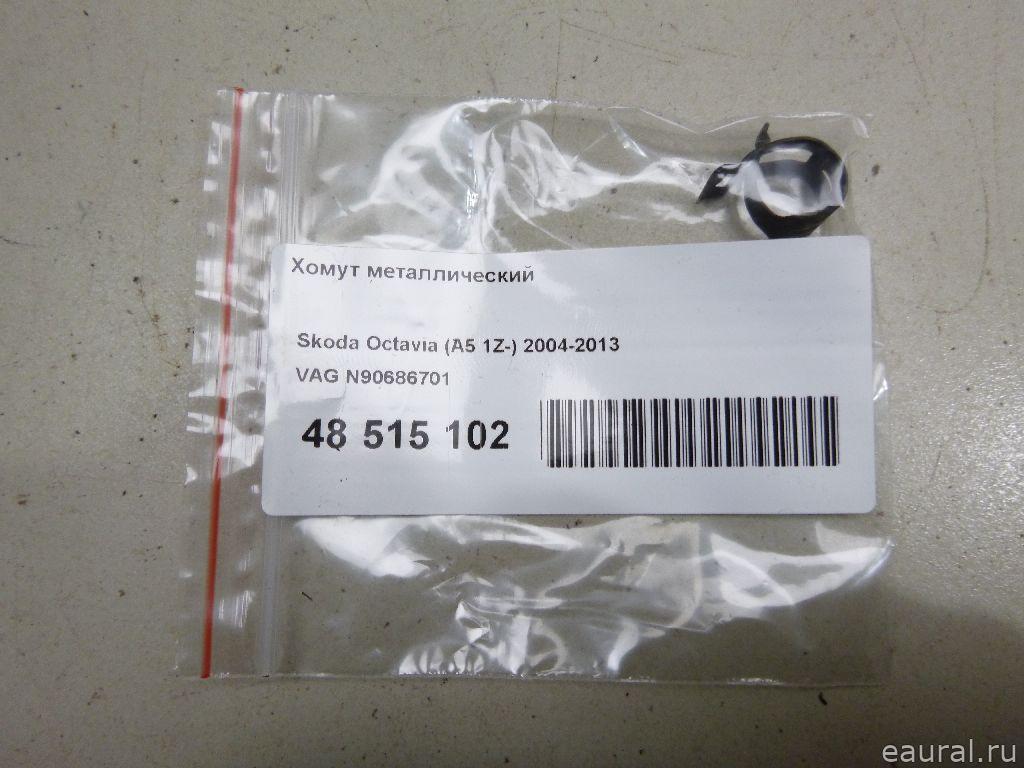 Хомут металлический
Skoda Octavia (A5 1Z-) 2004-2013
VAG N90686701
48 515 102
eaural.ru